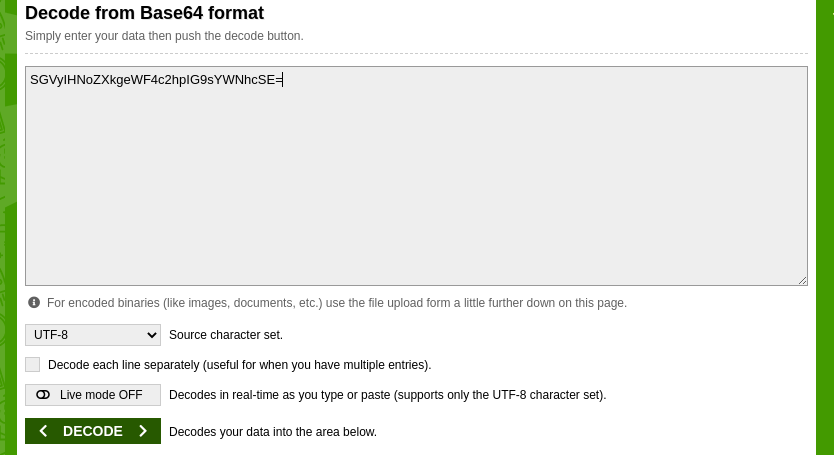 Decode from Base64 format
Simply enter your data then push the decode button.
SGVyIHNoZXkgeWF4c2hpIG9sYWNhcSE=
For encoded binaries (like images, documents, etc.) use the file upload form a little further down on this page.
UTF-8 Source character set.
Decode each line separately (useful for when you have multiple entries).
Live mode OFF Decodes in real-time as you type or paste (supports only the UTF-8 character set).
DECODE Decodes your data into the area below.